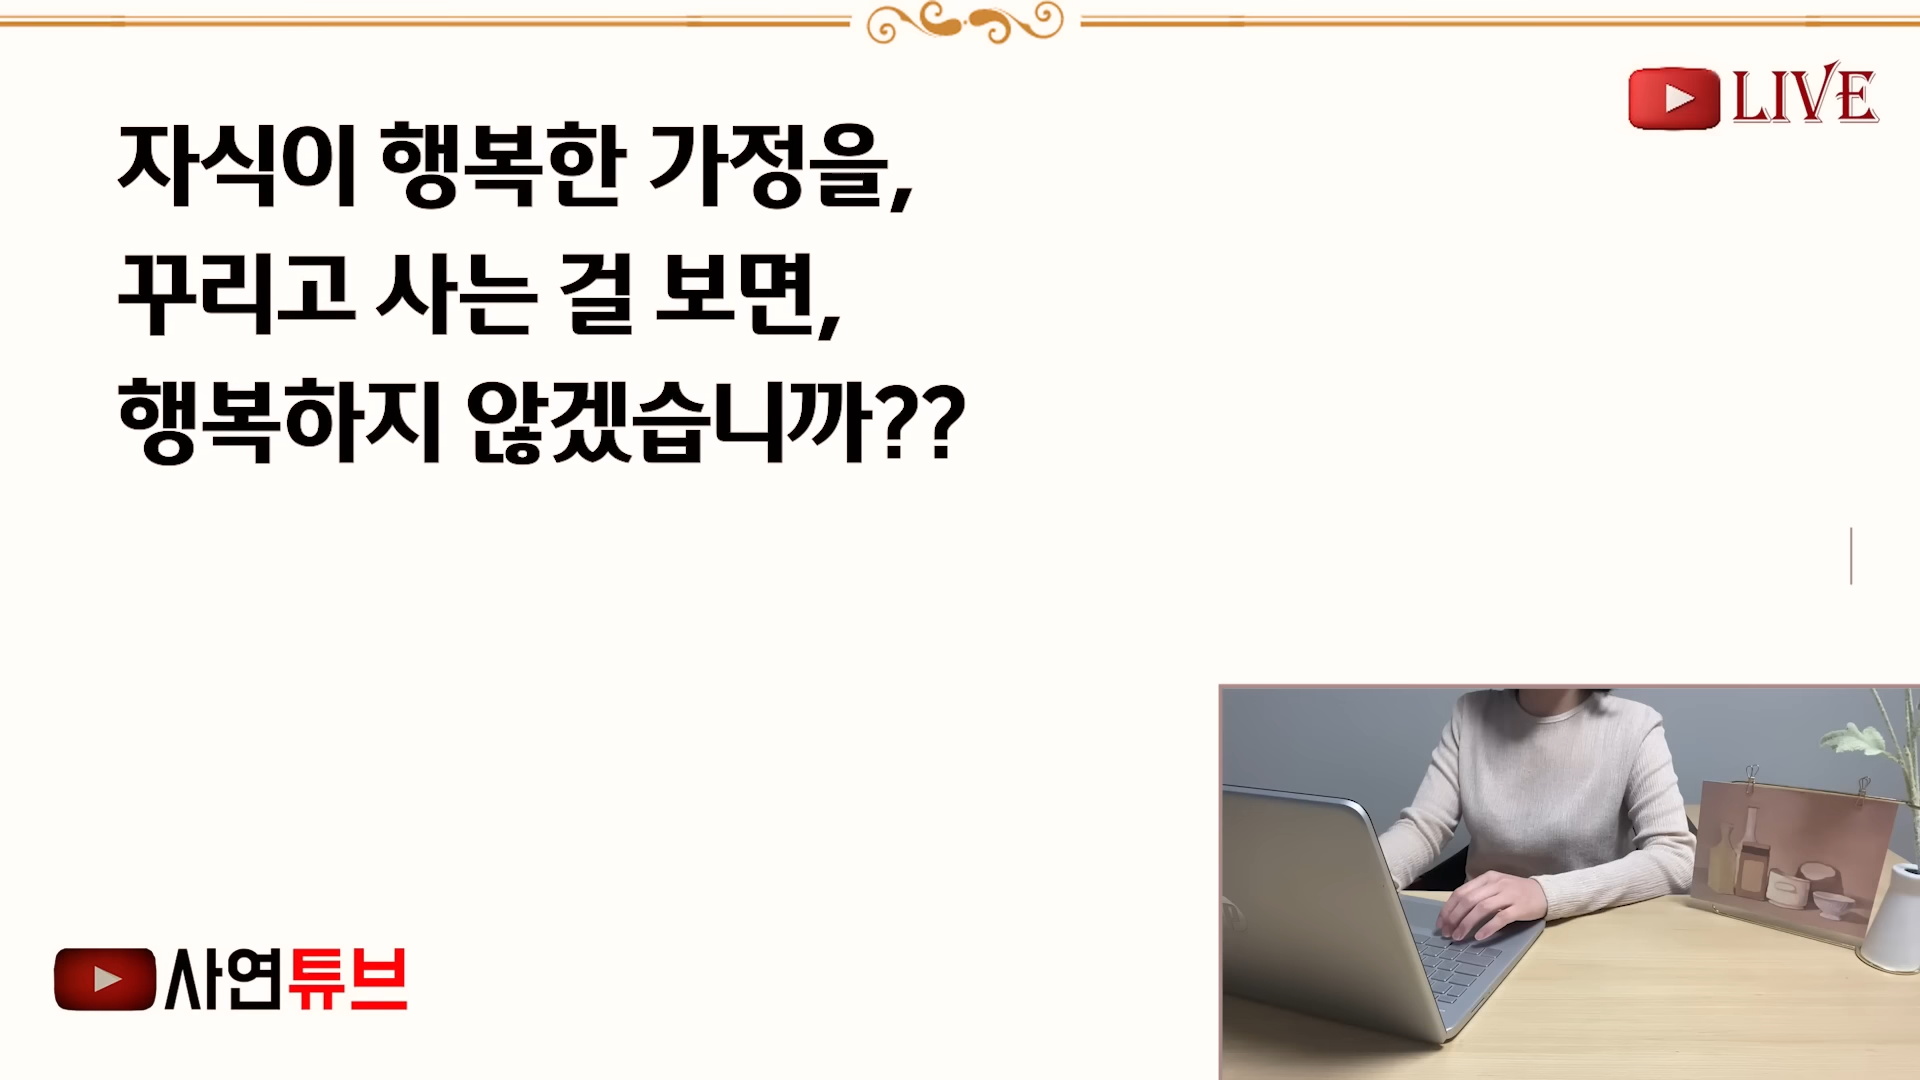 LIVE
자식이 행복한 가정을,
꾸리고 사는 걸 보면,
행복하지 않겠습니까??
사연튜브